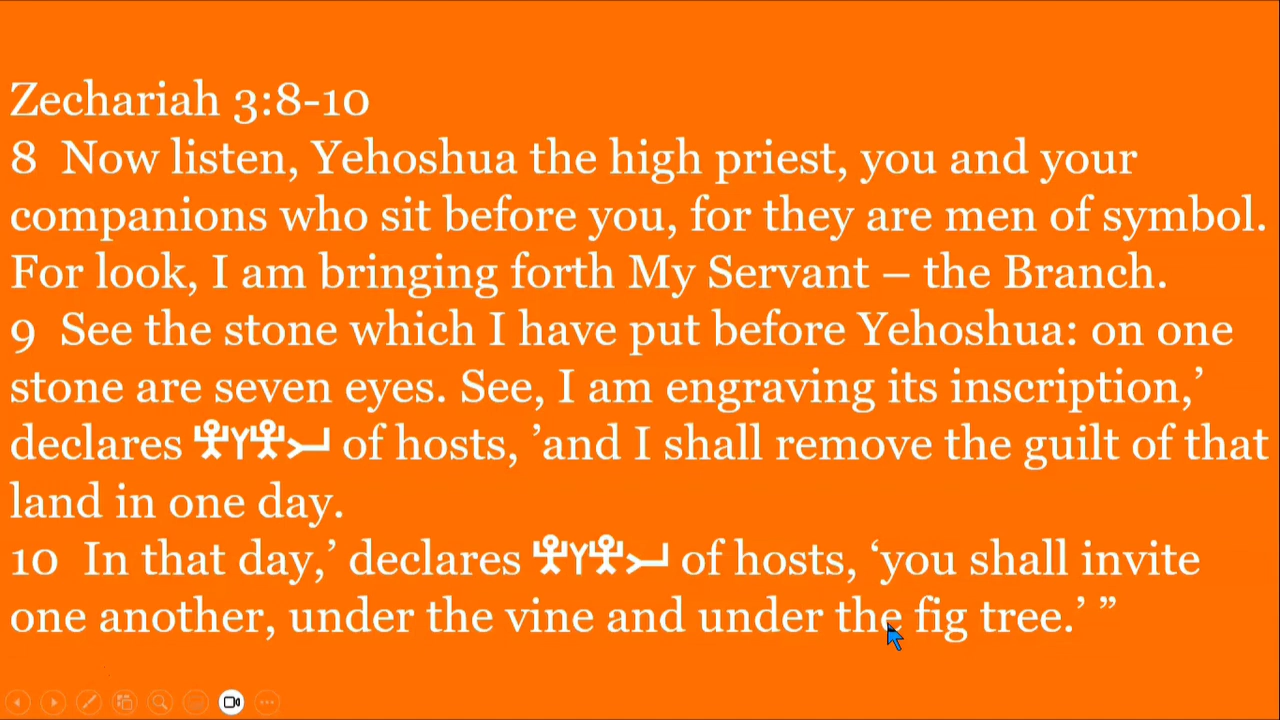 Zechariah 3:8-10
8 Now listen, Yehoshua the high priest, you and your
companions who sit before you, for they are men of symbol.
For look, I am bringing forth My Servant – the Branch.
9 See the stone which I have put before Yehoshua: on one
stone are seven eyes. See, I am engraving its inscription,’
declares 𐤉𐤄𐤅𐤄 of hosts, ’and I shall remove the guilt of that
land in one day.
10 In that day,’ declares 𐤉𐤄𐤅𐤄 of hosts, ‘you shall invite
one another, under the vine and under the fig tree.’ ”